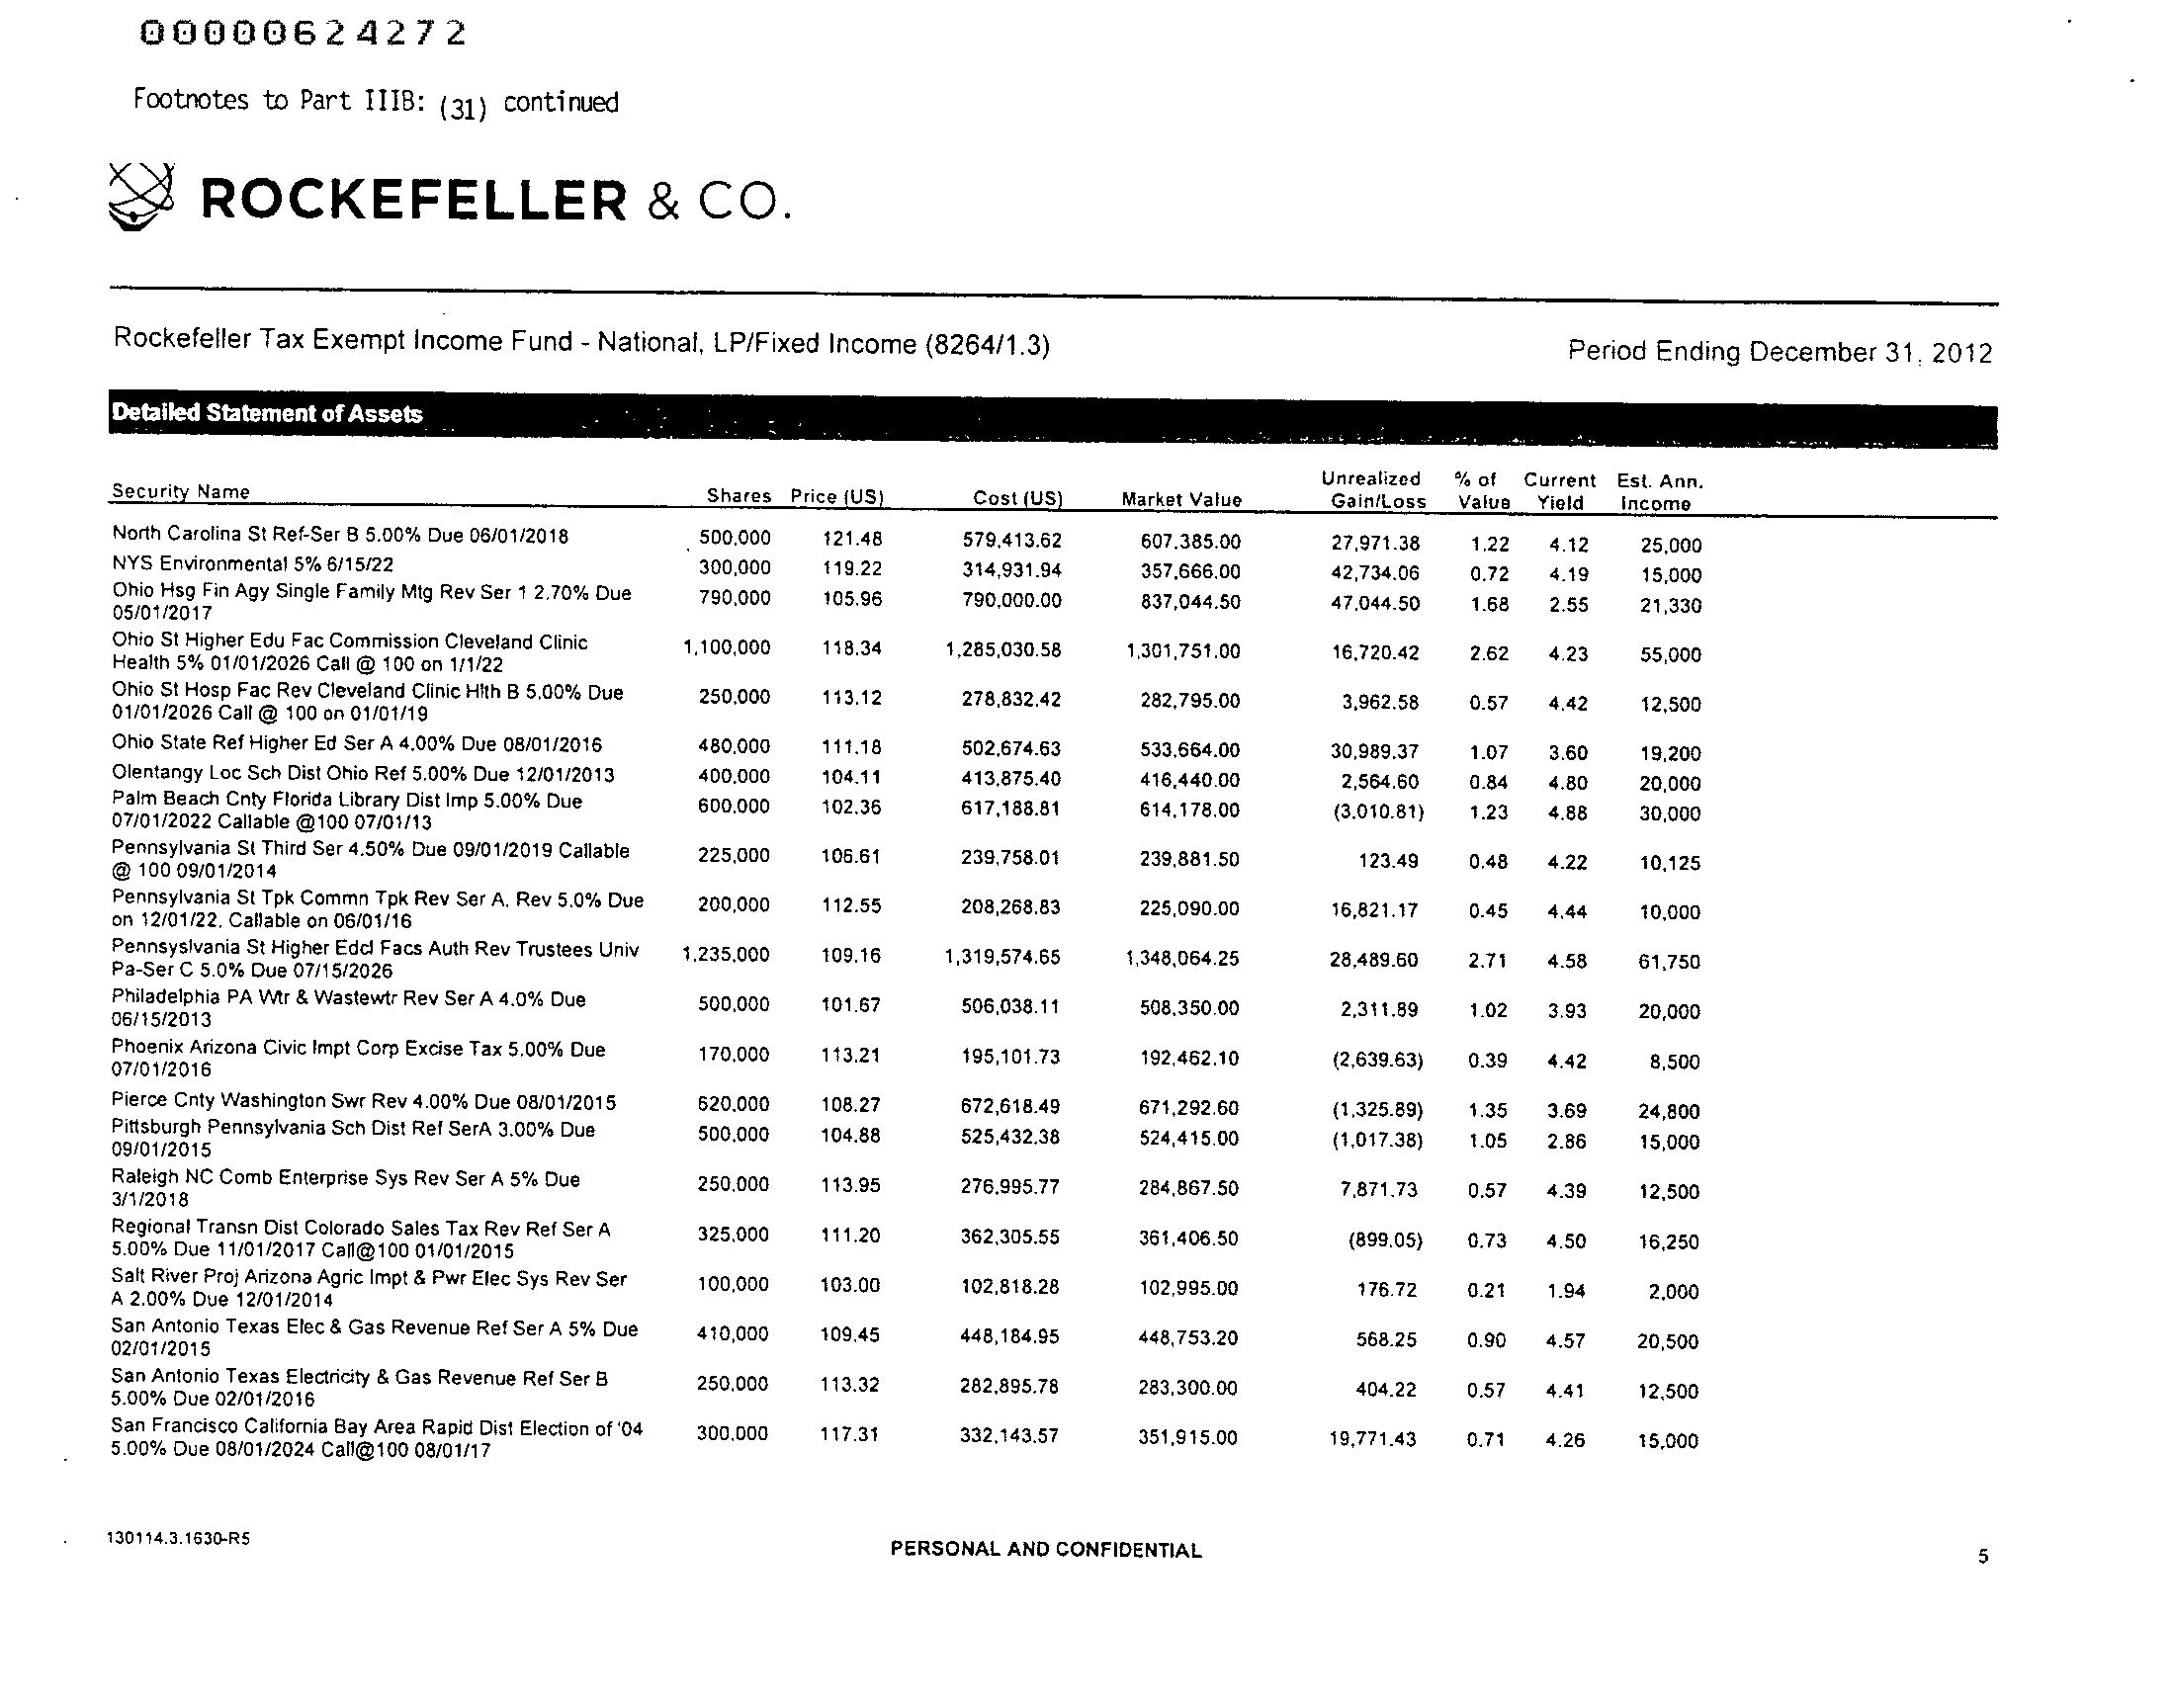 00000624272
Footnotes to Part IIIB: (31) continued
ROCKEFELLER & CO.
Rockefeller Tax Exempt Income Fund - National, LP/Fixed Income (8264/1.3) Period Ending December 31, 2012
Detailed Statement of Assets
Unrealized % of Current Est. Ann.
Security Name Shares Price (US) Cost (US) Market Value Gain/Loss Value Yield Income
North Carolina St Ref-Ser B 5.00% Due 06/01/2018 500,000 121.48 579,413.62 607,385.00 27,971.38 1.22 4.12 25,000
NYS Environmental 5% 6/15/22 300,000 119.22 314,931.94 357,666.00 42,734.06 0.72 4.19 15,000
Ohio Hsg Fin Agy Single Family Mtg Rev Ser 1 2.70% Due 790,000 105.96 790,000.00 837,044.50 47,044.50 1.68 2.55 21,330
05/01/2017
Ohio St Higher Edu Fac Commission Cleveland Clinic 1,100,000 118.34 1,285,030.58 1,301,751.00 16,720.42 2.62 4.23 55,000
Health 5% 01/01/2026 Call @ 100 on 1/1/22
Ohio St Hosp Fac Rev Cleveland Clinic Hlth B 5.00% Due 250,000 113.12 278,832.42 282,795.00 3,962.58 0.57 4.42 12,500
01/01/2026 Call @ 100 on 01/01/19
Ohio State Ref Higher Ed Ser A 4.00% Due 08/01/2016 480,000 111.18 502,674.63 533,664.00 30,989.37 1.07 3.60 19,200
Olentangy Loc Sch Dist Ohio Ref 5.00% Due 12/01/2013 400,000 104.11 413,875.40 416,440.00 2,564.60 0.84 4.80 20,000
Palm Beach Cnty Florida Library Dist Imp 5.00% Due 600,000 102.36 617,188.81 614,178.00 (3,010.81) 1.23 4.88 30,000
07/01/2022 Callable @100 07/01/13
Pennsylvania St Third Ser 4.50% Due 09/01/2019 Callable 225,000 106.61 239,758.01 239,881.50 123.49 0.48 4.22 10,125
@ 100 09/01/2014
Pennsylvania St Tpk Commn Tpk Rev Ser A, Rev 5.0% Due 200,000 112.55 208,268.83 225,090.00 16,821.17 0.45 4.44 10,000
on 12/01/22, Callable on 06/01/16
Pennsyslvania St Higher Edcl Facs Auth Rev Trustees Univ 1,235,000 109.16 1,319,574.65 1,348,064.25 28,489.60 2.71 4.58 61,750
Pa-Ser C 5.0% Due 07/15/2026
Philadelphia PA Wtr & Wastewtr Rev Ser A 4.0% Due 500,000 101.67 506,038.11 508,350.00 2,311.89 1.02 3.93 20,000
06/15/2013
Phoenix Arizona Civic Impt Corp Excise Tax 5.00% Due 170,000 113.21 195,101.73 192,462.10 (2,639.63) 0.39 4.42 8,500
07/01/2016
Pierce Cnty Washington Swr Rev 4.00% Due 08/01/2015 620,000 108.27 672,618.49 671,292.60 (1,325.89) 1.35 3.69 24,800
Pittsburgh Pennsylvania Sch Dist Ref SerA 3.00% Due 500,000 104.88 525,432.38 524,415.00 (1,017.38) 1.05 2.86 15,000
09/01/2015
Raleigh NC Comb Enterprise Sys Rev Ser A 5% Due 250,000 113.95 276,995.77 284,867.50 7,871.73 0.57 4.39 12,500
3/1/2018
Regional Transn Dist Colorado Sales Tax Rev Ref Ser A 325,000 111.20 362,305.55 361,406.50 (899.05) 0.73 4.50 16,250
5.00% Due 11/01/2017 Call@100 01/01/2015
Salt River Proj Arizona Agric Impt & Pwr Elec Sys Rev Ser 100,000 103.00 102,818.28 102,995.00 176.72 0.21 1.94 2,000
A 2.00% Due 12/01/2014
San Antonio Texas Elec & Gas Revenue Ref Ser A 5% Due 410,000 109.45 448,184.95 448,753.20 568.25 0.90 4.57 20,500
02/01/2015
San Antonio Texas Electricity & Gas Revenue Ref Ser B 250,000 113.32 282,895.78 283,300.00 404.22 0.57 4.41 12,500
5.00% Due 02/01/2016
San Francisco California Bay Area Rapid Dist Election of '04 300,000 117.31 332,143.57 351,915.00 19,771.43 0.71 4.26 15,000
5.00% Due 08/01/2024 Call@100 08/01/17
130114.3.1630-R5 PERSONAL AND CONFIDENTIAL 5